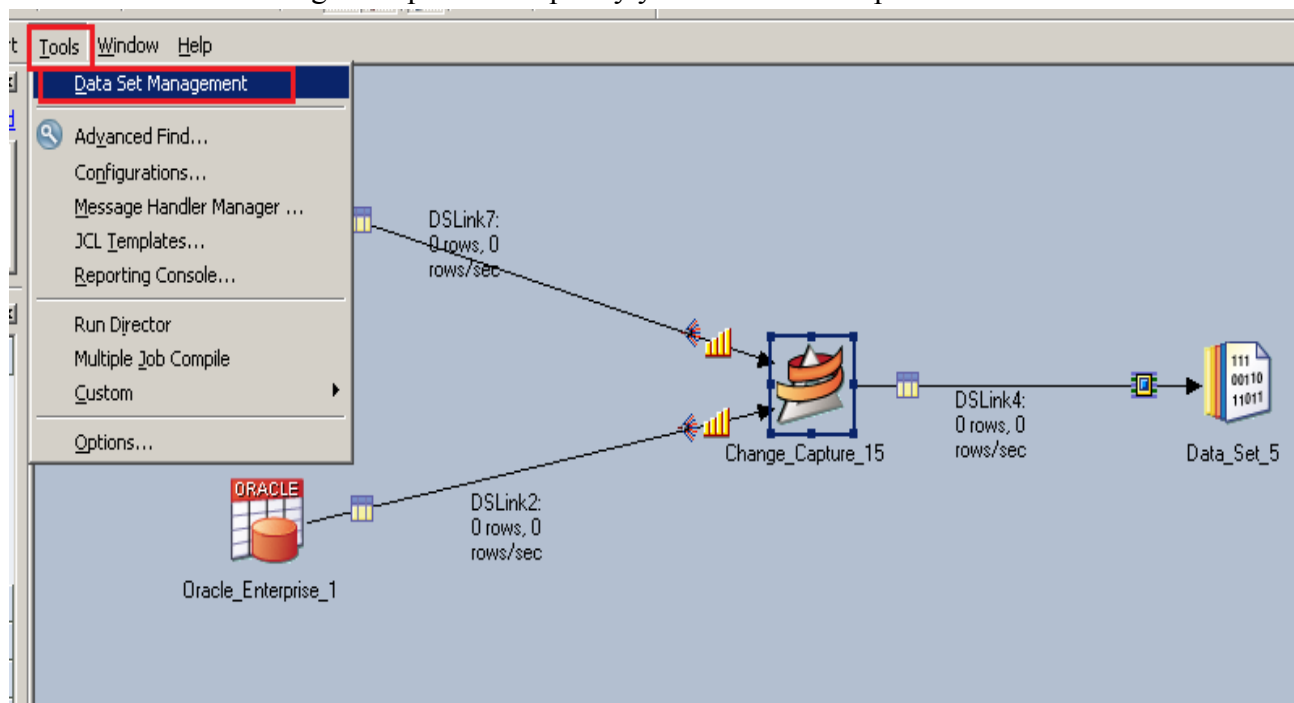 Tools Window Help
Data Set Management
Advanced Find...
Configurations...
Message Handler Manager ...
JCL Templates...
Reporting Console...
Run Director
Multiple Job Compile
Custom
Options...
DSLink7:
0 rows, 0
rows/sec
Change_Capture_15
DSLink4:
0 rows, 0
rows/sec
111
00110
11011
Data_Set_5
ORACLE
DSLink2:
0 rows, 0
rows/sec
Oracle_Enterprise_1